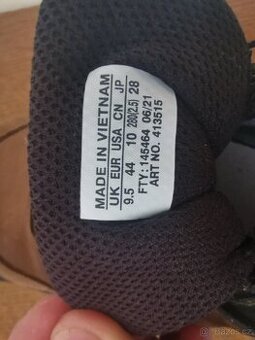 MADE IN VIETNAM
UK EUR USA CN JP
9.5 44 10 280(2.5) 28
FTY: 145464 06/21
ART NO. 413515